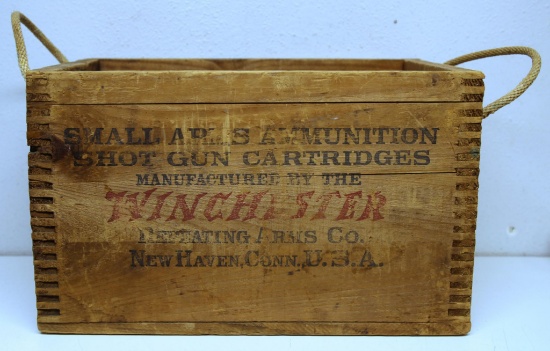 SMALL ARMS AMMUNITION
SHOT GUN CARTRIDGES
MANUFACTURED BY THE
WINCHESTER
REPEATING ARMS CO.
NEW HAVEN, CONN. U.S.A.